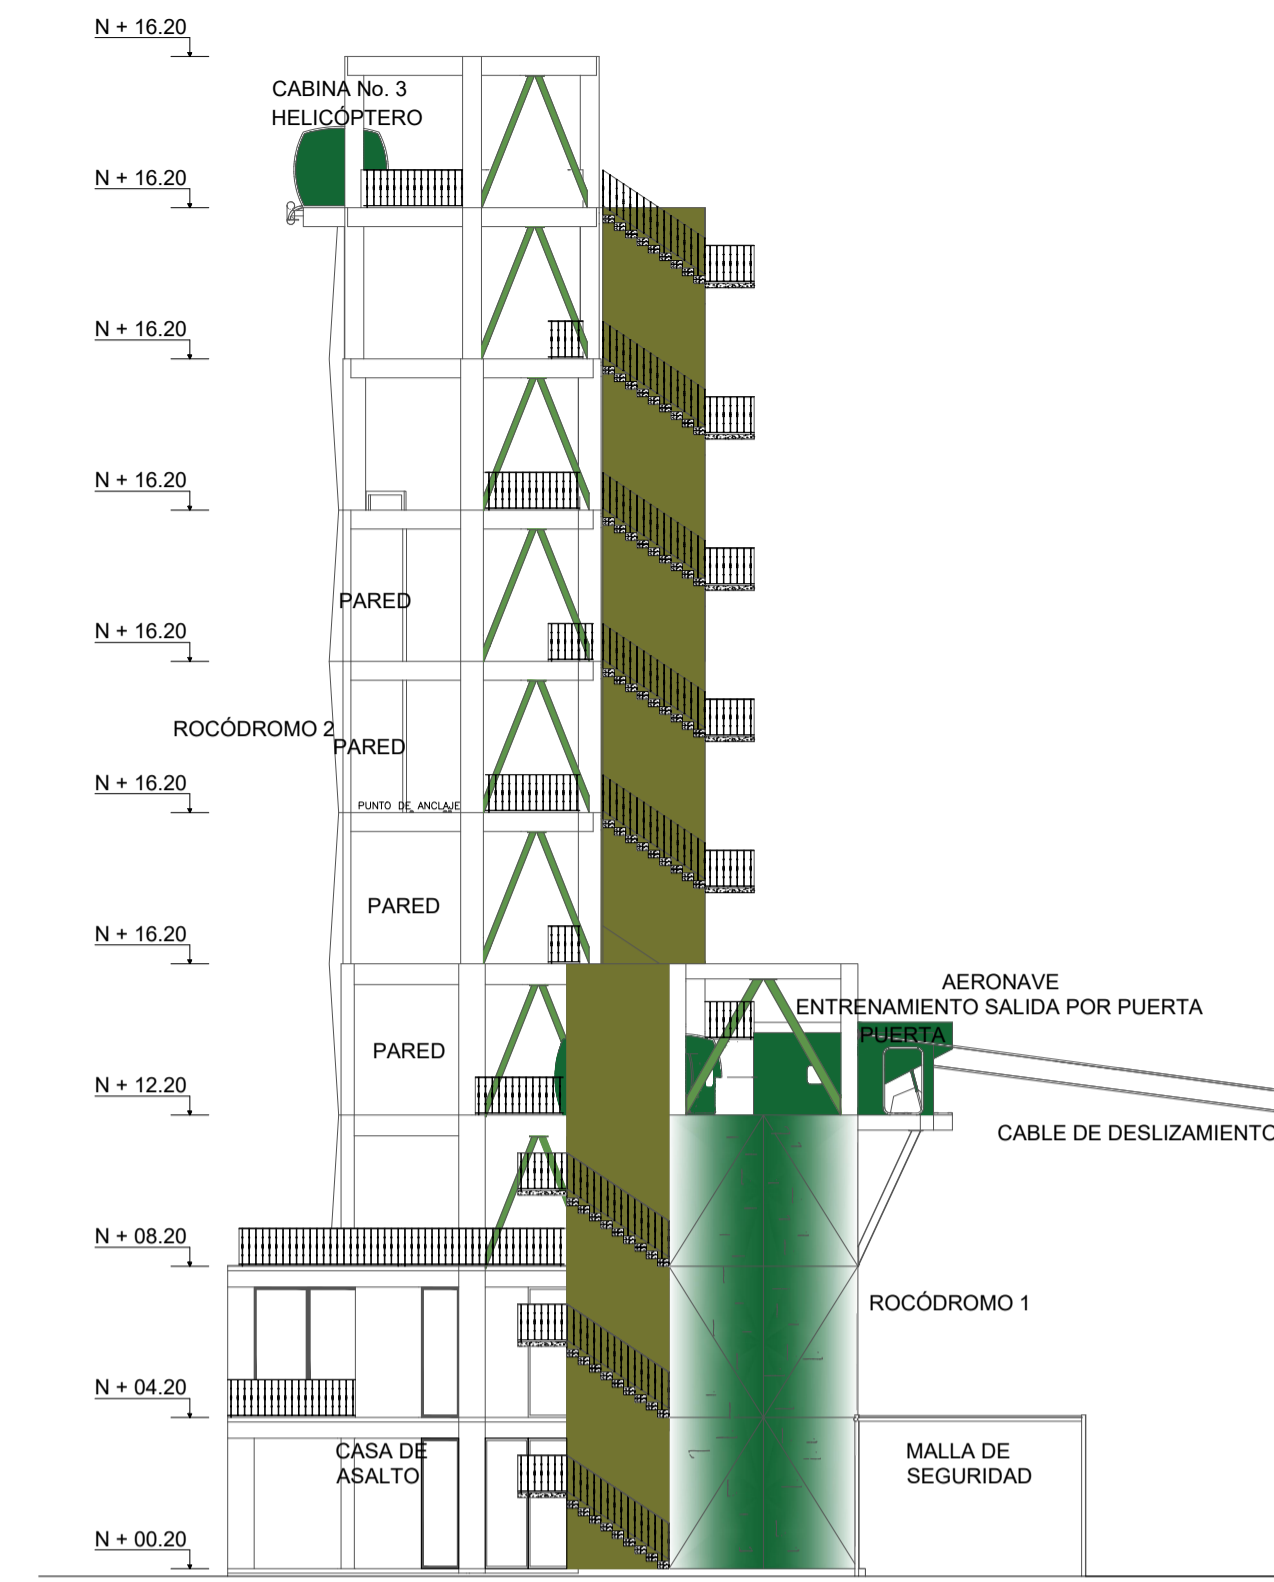 N + 16.20
CABINA No. 3
HELICÓPTERO
N + 16.20
N + 16.20
N + 16.20
PARED
N + 16.20
ROCÓDROMO 2
PARED
N + 16.20
PUNTO DE ANCLAJE
PARED
N + 16.20
AERONAVE
ENTRENAMIENTO SALIDA POR PUERTA
PUERTA
PARED
N + 12.20
CABLE DE DESLIZAMIENTO
N + 08.20
ROCÓDROMO 1
N + 04.20
CASA DE
ASALTO
MALLA DE
SEGURIDAD
N + 00.20